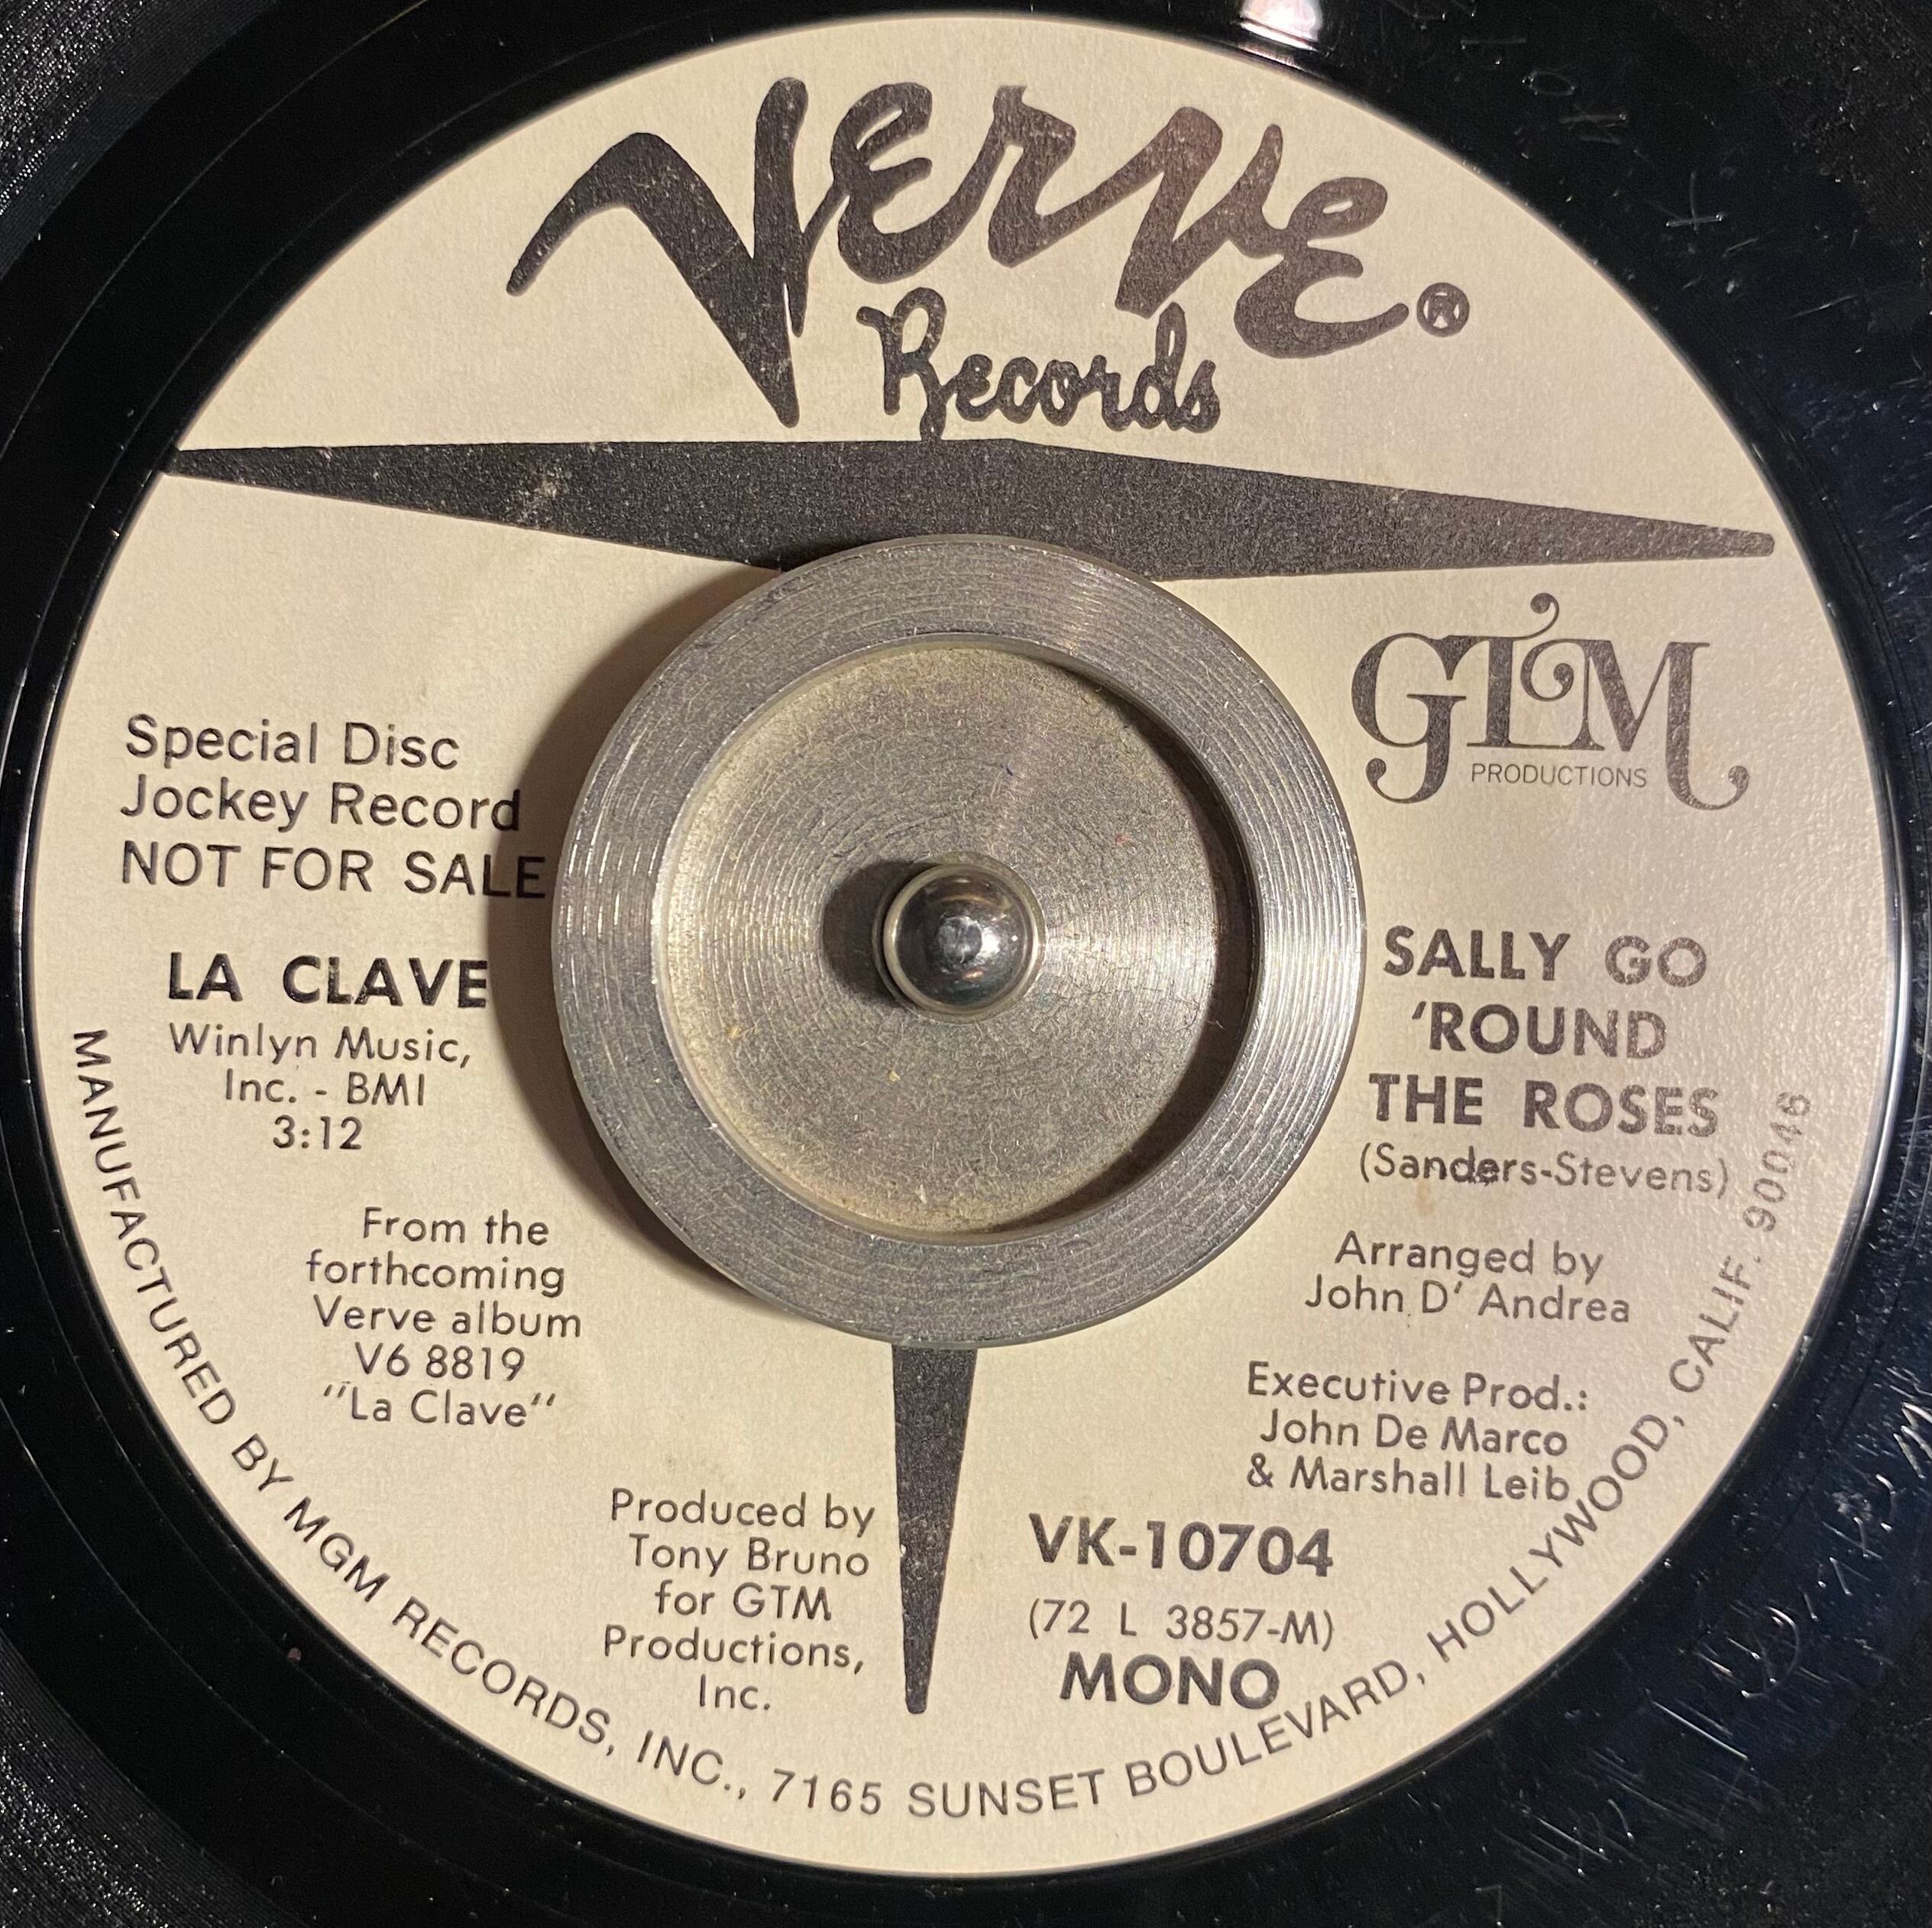 Verve®
Records
GTM
PRODUCTIONS
Special Disc
Jockey Record
NOT FOR SALE
LA CLAVE
Winlyn Music,
Inc. - BMI
3:12
From the
forthcoming
Verve album
V6 8819
"La Clave"
Produced by
Tony Bruno
for GTM
Productions,
Inc.
SALLY GO
'ROUND
THE ROSES
(Sanders-Stevens)
Arranged by
John D' Andrea
Executive Prod.:
John De Marco
& Marshall Leib
VK-10704
(72 L 3857-M)
MONO
MANUFACTURED BY MGM RECORDS, INC., 7165 SUNSET BOULEVARD, HOLLYWOOD, CALIF. 90046